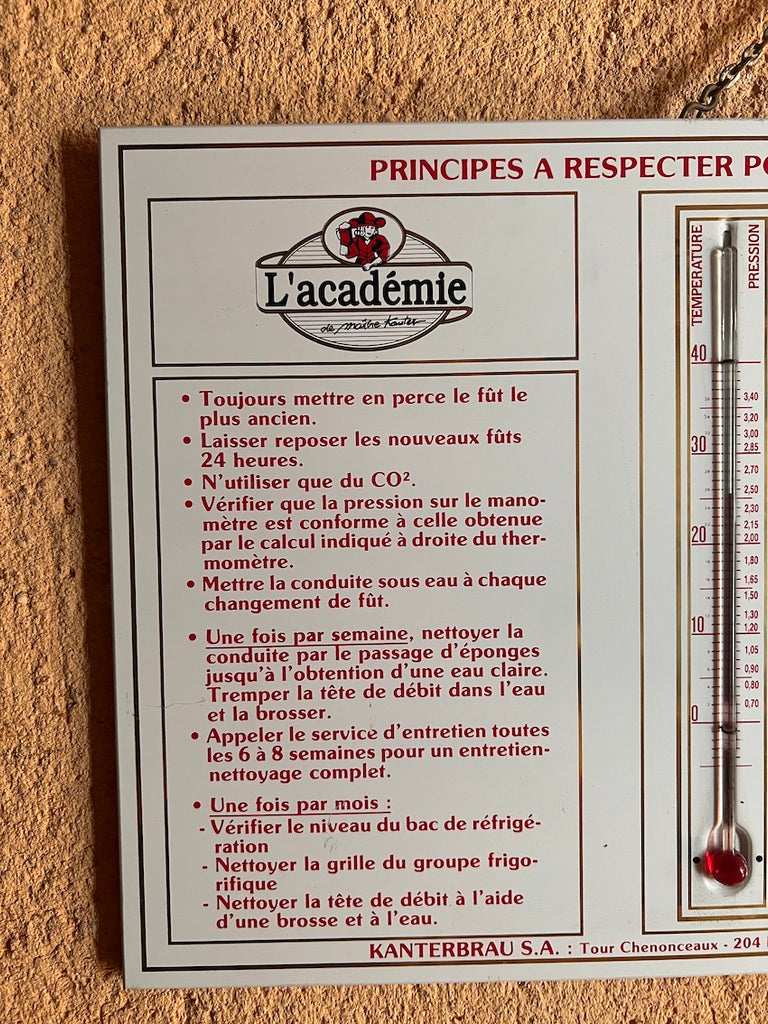 PRINCIPES A RESPECTER
L'académie
de maître Kanter
• Toujours mettre en perce le fût le
plus ancien.
• Laisser reposer les nouveaux fûts
24 heures.
• N'utiliser que du CO².
• Vérifier que la pression sur le mano-
mètre est conforme à celle obtenue
par le calcul indiqué à droite du ther-
momètre.
• Mettre la conduite sous eau à chaque
changement de fût.
• Une fois par semaine, nettoyer la
conduite par le passage d'éponges
jusqu'à l'obtention d'une eau claire.
Tremper la tête de débit dans l'eau
et la brosser.
• Appeler le service d'entretien toutes
les 6 à 8 semaines pour un entretien-
nettoyage complet.
• Une fois par mois :
- Vérifier le niveau du bac de réfrigé-
ration
- Nettoyer la grille du groupe frigo-
rifique
- Nettoyer la tête de débit à l'aide
d'une brosse et à l'eau.
TEMPERATURE
PRESSION
40
3,40
3,20
3,00
30
2,85
2,70
2,50
2,30
2,15
20
2,00
1,80
1,65
1,50
1,30
10
1,20
1,05
0,90
0,80
0,70
0
KANTERBRAU S.A. : Tour Chenonceaux - 204